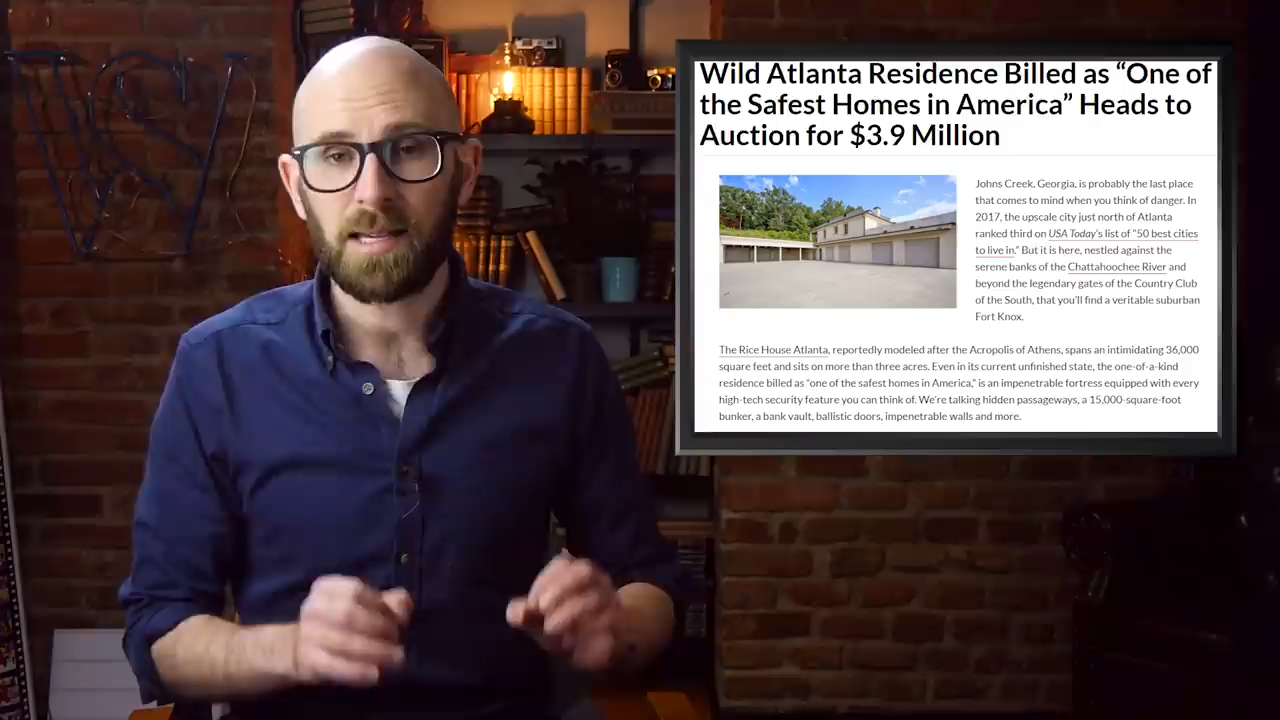 Wild Atlanta Residence Billed as “One of
the Safest Homes in America” Heads to
Auction for $3.9 Million
Johns Creek, Georgia, is probably the last place
that comes to mind when you think of danger. In
2017, the upscale city just north of Atlanta
ranked third on USA Today's list of “50 best cities
to live in.” But it is here, nestled against the
serene banks of the Chattahoochee River and
beyond the legendary gates of the Country Club
of the South, that you'll find a veritable suburban
Fort Knox.
The Rice House Atlanta, reportedly modeled after the Acropolis of Athens, spans an intimidating 36,000
square feet and sits on more than three acres. Even in its current unfinished state, the one-of-a-kind
residence billed as “one of the safest homes in America,” is an impenetrable fortress equipped with every
high-tech security feature you can think of. We're talking hidden passageways, a 15,000-square-foot
bunker, a bank vault, ballistic doors, impenetrable walls and more.